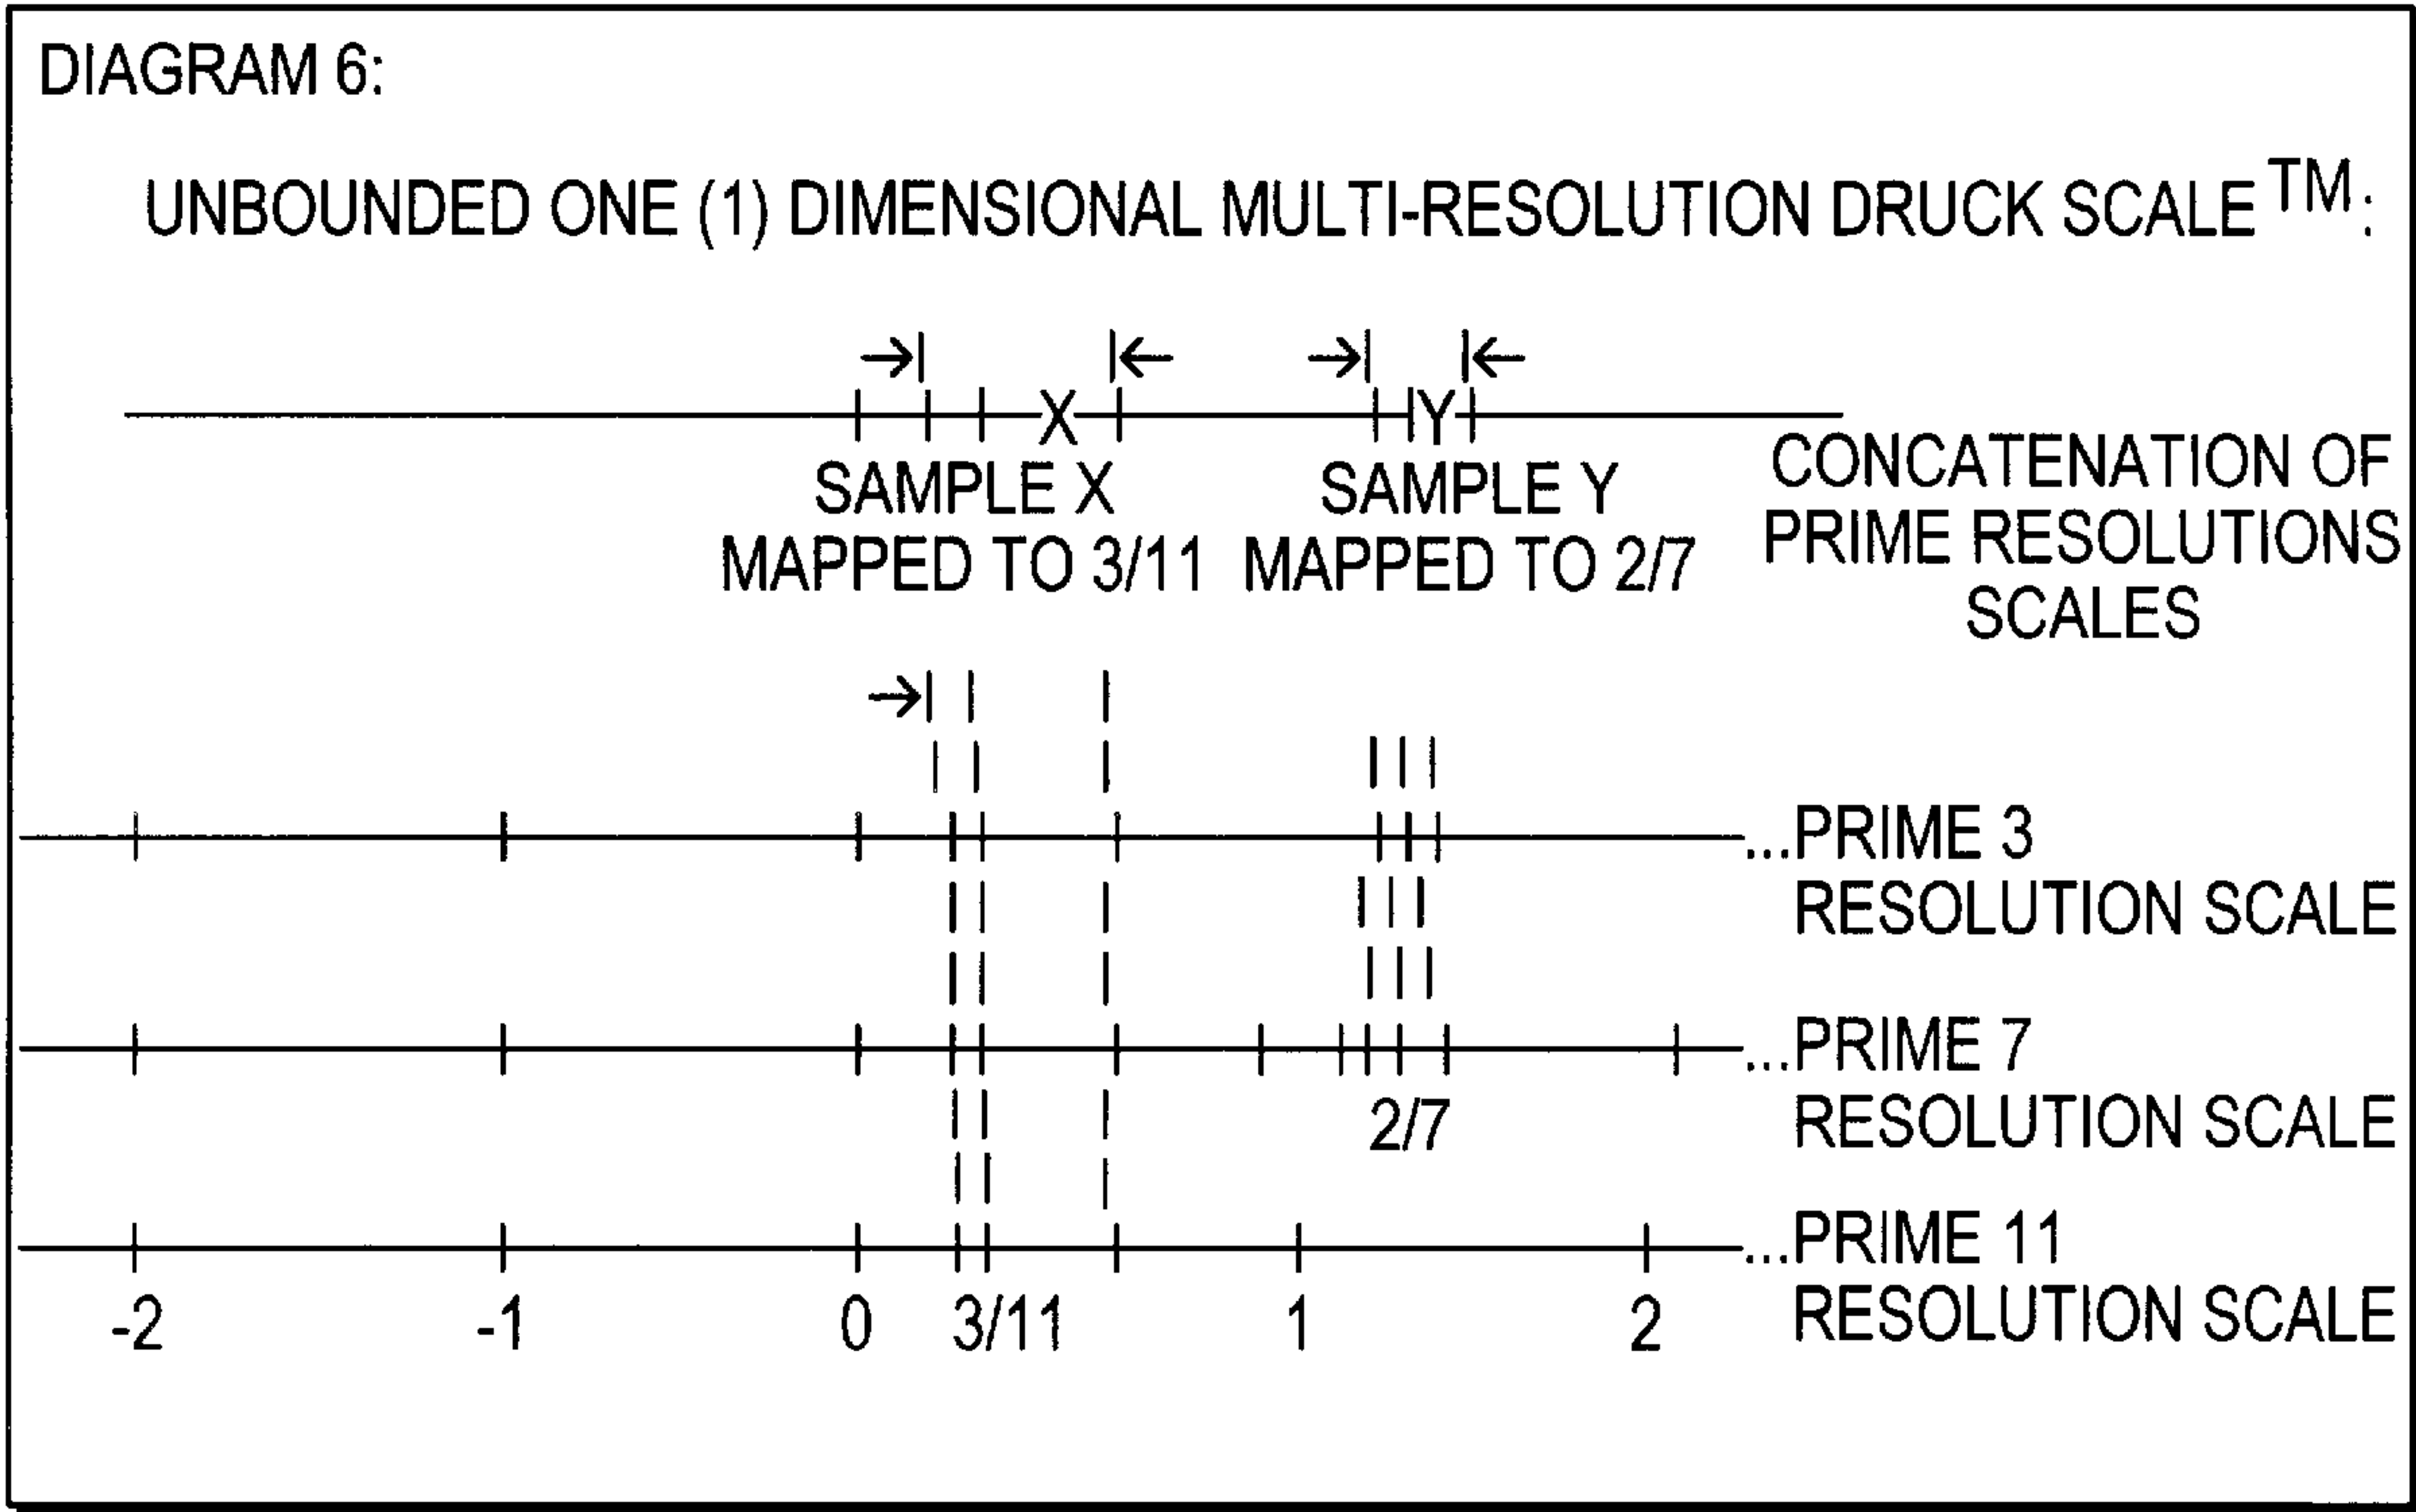 DIAGRAM 6:
UNBOUNDED ONE (1) DIMENSIONAL MULTI-RESOLUTION DRUCK SCALE™:
X
Y
SAMPLE X
MAPPED TO 3/11
SAMPLE Y
MAPPED TO 2/7
CONCATENATION OF
PRIME RESOLUTIONS
SCALES
...PRIME 3
RESOLUTION SCALE
...PRIME 7
RESOLUTION SCALE
2/7
...PRIME 11
RESOLUTION SCALE
-2 -1 0 3/11 1 2